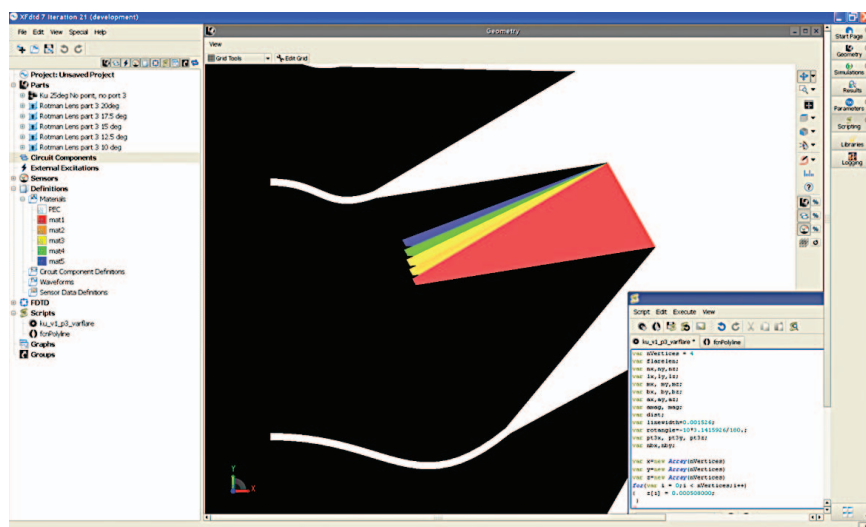 XFdtd 7 Iteration 21 (development)
File Edit View Special Help
Project: Unsaved Project
Parts
Ku 25deg No point, no port 3
Rotman Lens part 3 20deg
Rotman Lens part 3 17.5 deg
Rotman Lens part 3 15 deg
Rotman Lens part 3 12.5 deg
Rotman Lens part 3 10 deg
Circuit Components
External Excitations
Sensors
Definitions
Materials
PEC
mat1
mat2
mat3
mat4
mat5
Circuit Component Definitions
Waveforms
Sensor Data Definitions
FDTD
Scripts
ku_v1_p3_varflare
fcnPolyline
Graphs
Groups
Geometry
View
Grid Tools
Edit Grid
Y
X
Start Page
Geometry
Simulations
Results
Parameters
Scripting
Libraries
Logging
Script Edit Execute View
ku_v1_p3_varflare * fcnPolyline
var nVertices = 4
var flarelen;
var nx,ny,nz;
var lx,ly,lz;
var mx, my,mz;
var bx, by,bz;
var ax,ay,az;
var amag, mag;
var dist;
var linewidth=0.001526;
var rotangle=-10*3.1415926/180.;
var pt3x, pt3y, pt3z;
var nbx,nby;
var x=new Array(nVertices)
var y=new Array(nVertices)
var z=new Array(nVertices)
for(var i = 0;i < nVertices;i++)
{ z[i] = 0.000508000;
}